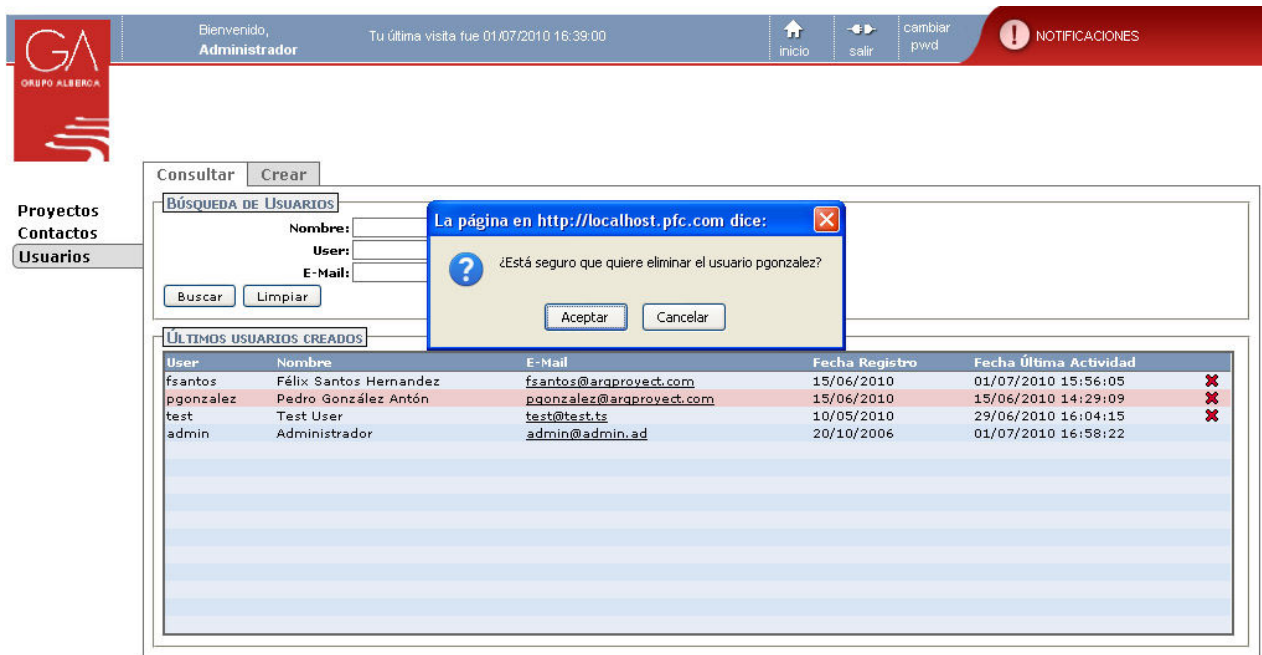 GA
GRUPO ALBERCA
Bienvenido,
Administrador
Tu última visita fue 01/07/2010 16:39:00
inicio
salir
cambiar
pwd
NOTIFICACIONES
Proyectos
Contactos
Usuarios
Consultar Crear
BÚSQUEDA DE USUARIOS
Nombre:
User:
E-Mail:
Buscar Limpiar
La página en http://localhost.pfc.com dice:
¿Está seguro que quiere eliminar el usuario pgonzalez?
Aceptar Cancelar
ÚLTIMOS USUARIOS CREADOS
User Nombre E-Mail Fecha Registro Fecha Última Actividad
fsantos Félix Santos Hernandez fsantos@arqproyect.com 15/06/2010 01/07/2010 15:56:05
pgonzalez Pedro González Antón pgonzalez@arqproyect.com 15/06/2010 15/06/2010 14:29:09
test Test User test@test.ts 10/05/2010 29/06/2010 16:04:15
admin Administrador admin@admin.ad 20/10/2006 01/07/2010 16:58:22